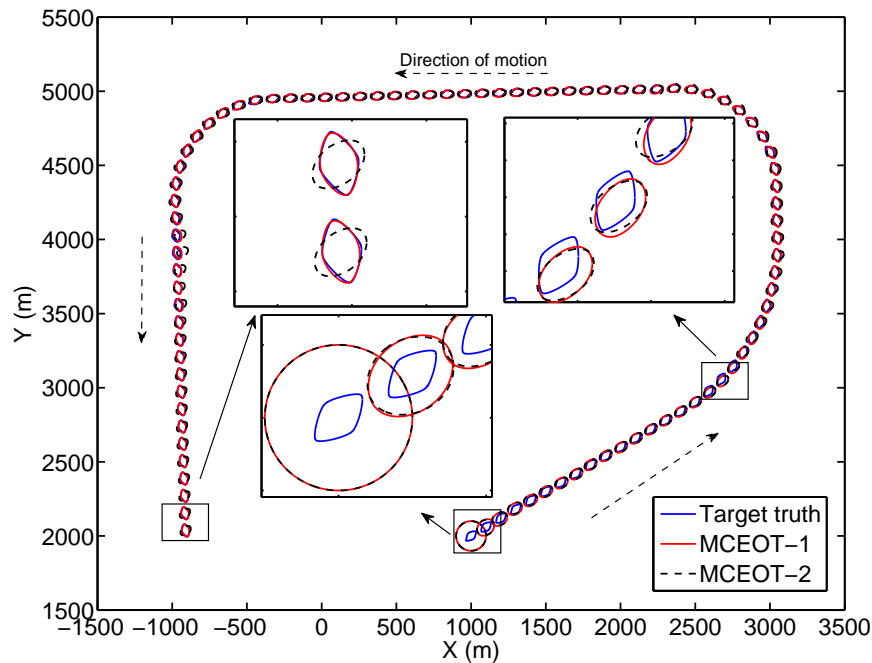 5500
5000
4500
4000
3500
3000
2500
2000
1500
Y (m)
Direction of motion
Target truth
MCEOT−1
MCEOT−2
−1500 −1000 −500 0 500 1000 1500 2000 2500 3000 3500
X (m)